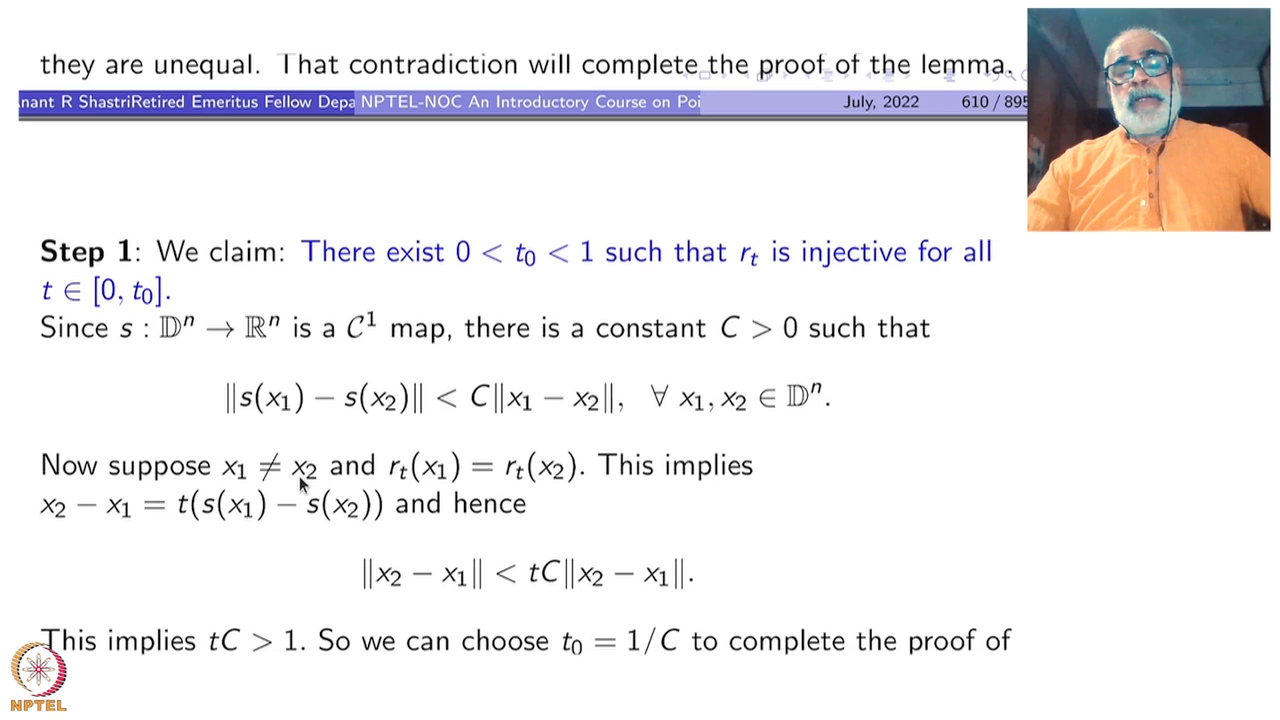 they are unequal. That contradiction will complete the proof of the lemma.
nant R ShastriRetired Emeritus Fellow Depa NPTEL-NOC An Introductory Course on Poi July, 2022 610 / 895
Step 1: We claim: There exist 0 < t₀ < 1 such that rₜ is injective for all
t ∈ [0, t₀].
Since s : 𝔻ⁿ → ℝⁿ is a 𝒞¹ map, there is a constant C > 0 such that
‖s(x₁) − s(x₂)‖ < C‖x₁ − x₂‖, ∀ x₁, x₂ ∈ 𝔻ⁿ.
Now suppose x₁ ≠ x₂ and rₜ(x₁) = rₜ(x₂). This implies
x₂ − x₁ = t(s(x₁) − s(x₂)) and hence
‖x₂ − x₁‖ < tC‖x₂ − x₁‖.
This implies tC > 1. So we can choose t₀ = 1/C to complete the proof of
NPTEL